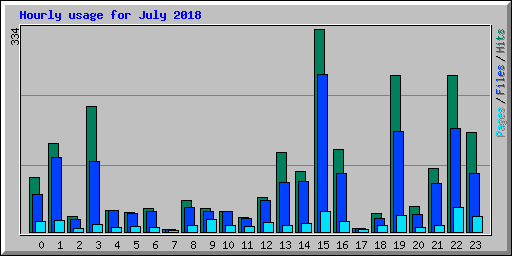 Hourly usage for July 2018
334
Pages/Files/Hits
0 1 2 3 4 5 6 7 8 9 10 11 12 13 14 15 16 17 18 19 20 21 22 23